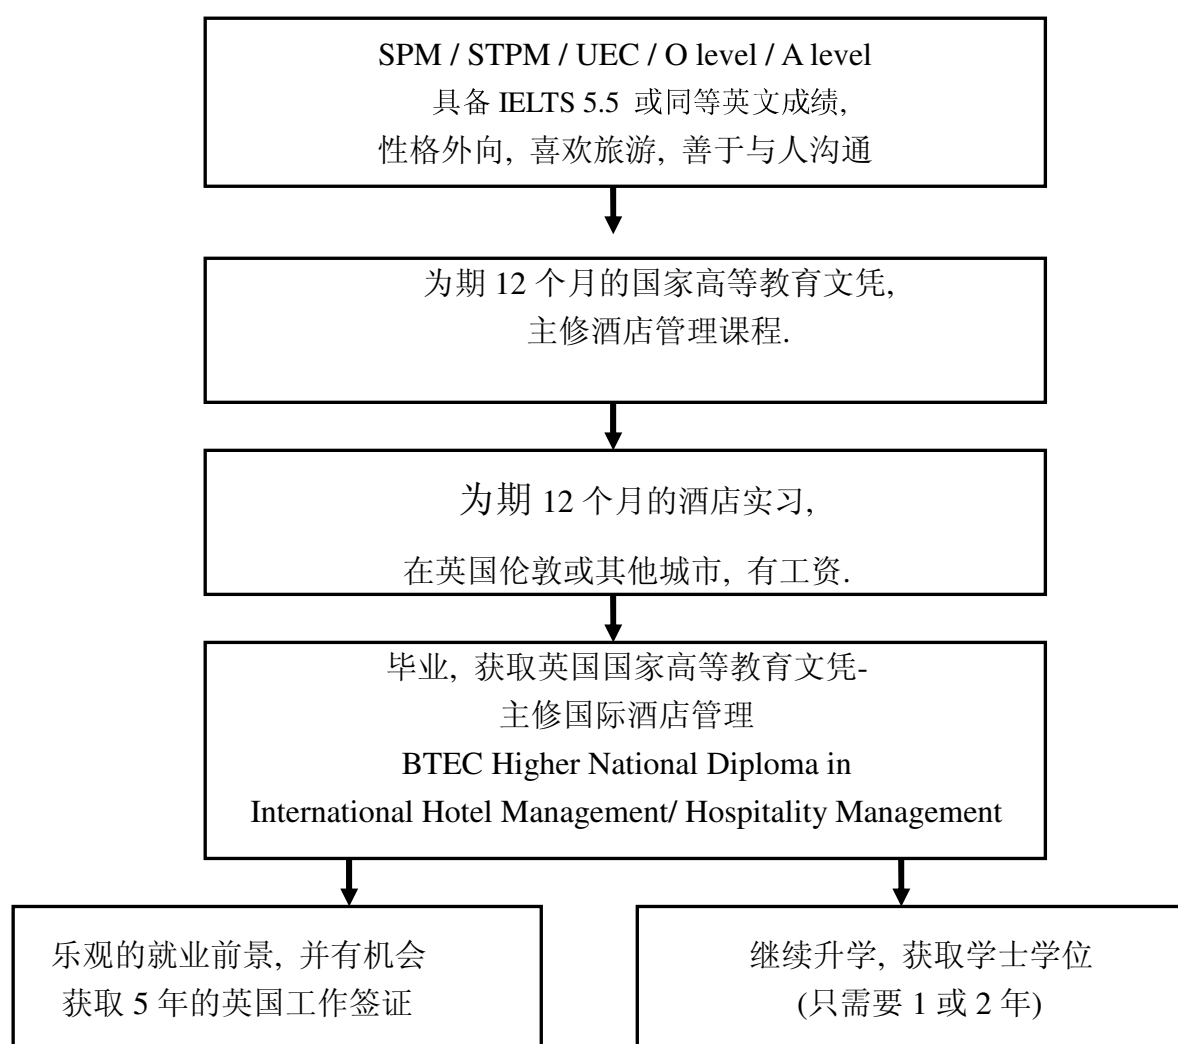 SPM / STPM / UEC / O level / A level
具备 IELTS 5.5 或同等英文成绩,
性格外向, 喜欢旅游, 善于与人沟通
为期 12 个月的国家高等教育文凭,
主修酒店管理课程.
为期 12 个月的酒店实习,
在英国伦敦或其他城市, 有工资.
毕业, 获取英国国家高等教育文凭-
主修国际酒店管理
BTEC Higher National Diploma in
International Hotel Management/ Hospitality Management
乐观的就业前景, 并有机会
获取 5 年的英国工作签证
继续升学, 获取学士学位
(只需要 1 或 2 年)